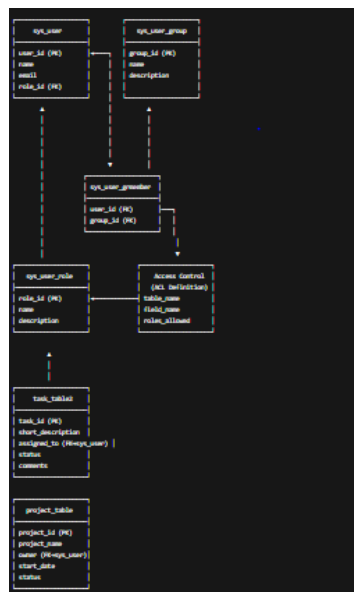 sys_user
user_id (PK)
name
email
role_id (FK)
sys_user_group
group_id (PK)
name
description
sys_user_grmember
user_id (FK)
group_id (FK)
sys_user_role
role_id (PK)
name
description
Access Control
(ACL Definition)
table_name
field_name
roles_allowed
task_table2
task_id (PK)
short_description
assigned_to (FK→sys_user)
status
comments
project_table
project_id (PK)
project_name
owner (FK→sys_user)
start_date
status